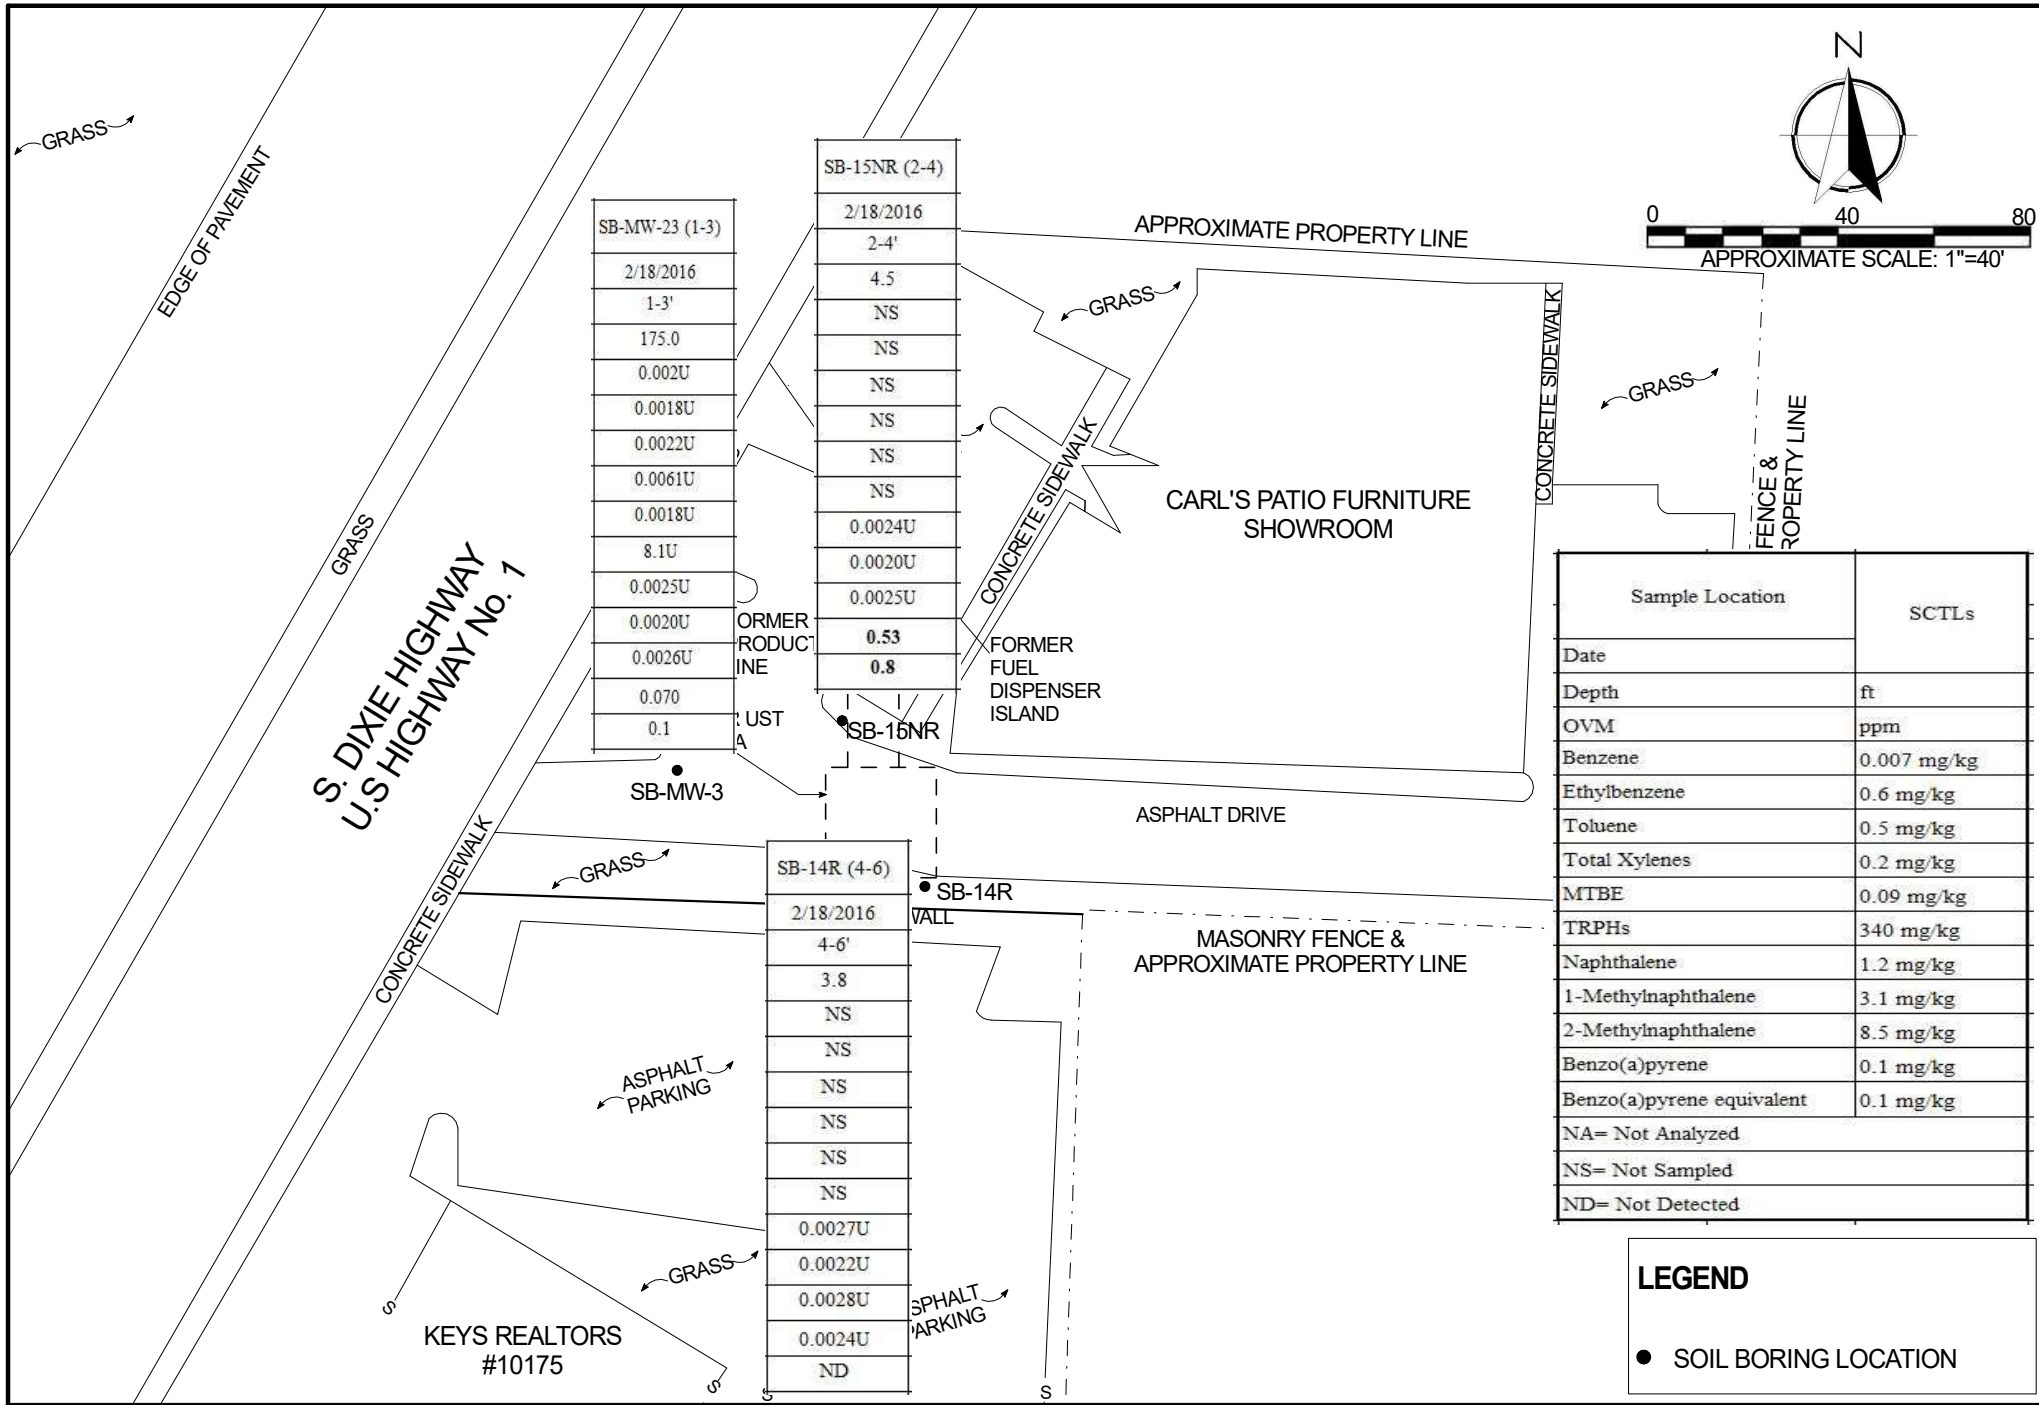 N
0 40 80
APPROXIMATE SCALE: 1"=40'
GRASS
EDGE OF PAVEMENT
GRASS
S. DIXIE HIGHWAY
U.S HIGHWAY No. 1
CONCRETE SIDEWALK
SB-MW-23 (1-3)
2/18/2016
1-3'
175.0
0.002U
0.0018U
0.0022U
0.0061U
0.0018U
8.1U
0.0025U
0.0020U
0.0026U
0.070
0.1
SB-MW-3
SB-15NR (2-4)
2/18/2016
2-4'
4.5
NS
NS
NS
NS
NS
NS
0.0024U
0.0020U
0.0025U
0.53
0.8
SB-15NR
ORMER
RODUCT
INE
UST
A
APPROXIMATE PROPERTY LINE
GRASS
CONCRETE SIDEWALK
FORMER
FUEL
DISPENSER
ISLAND
CARL'S PATIO FURNITURE
SHOWROOM
CONCRETE SIDEWALK
GRASS
FENCE &
ROPERTY LINE
ASPHALT DRIVE
GRASS
SB-14R (4-6)
2/18/2016
4-6'
3.8
NS
NS
NS
NS
NS
NS
0.0027U
0.0022U
0.0028U
0.0024U
ND
SB-14R
WALL
MASONRY FENCE &
APPROXIMATE PROPERTY LINE
ASPHALT
PARKING
GRASS
SPHALT
PARKING
S
S
S
S
KEYS REALTORS
#10175
Sample Location SCTLs
Date
Depth ft
OVM ppm
Benzene 0.007 mg/kg
Ethylbenzene 0.6 mg/kg
Toluene 0.5 mg/kg
Total Xylenes 0.2 mg/kg
MTBE 0.09 mg/kg
TRPHs 340 mg/kg
Naphthalene 1.2 mg/kg
1-Methylnaphthalene 3.1 mg/kg
2-Methylnaphthalene 8.5 mg/kg
Benzo(a)pyrene 0.1 mg/kg
Benzo(a)pyrene equivalent 0.1 mg/kg
NA= Not Analyzed
NS= Not Sampled
ND= Not Detected
LEGEND
SOIL BORING LOCATION